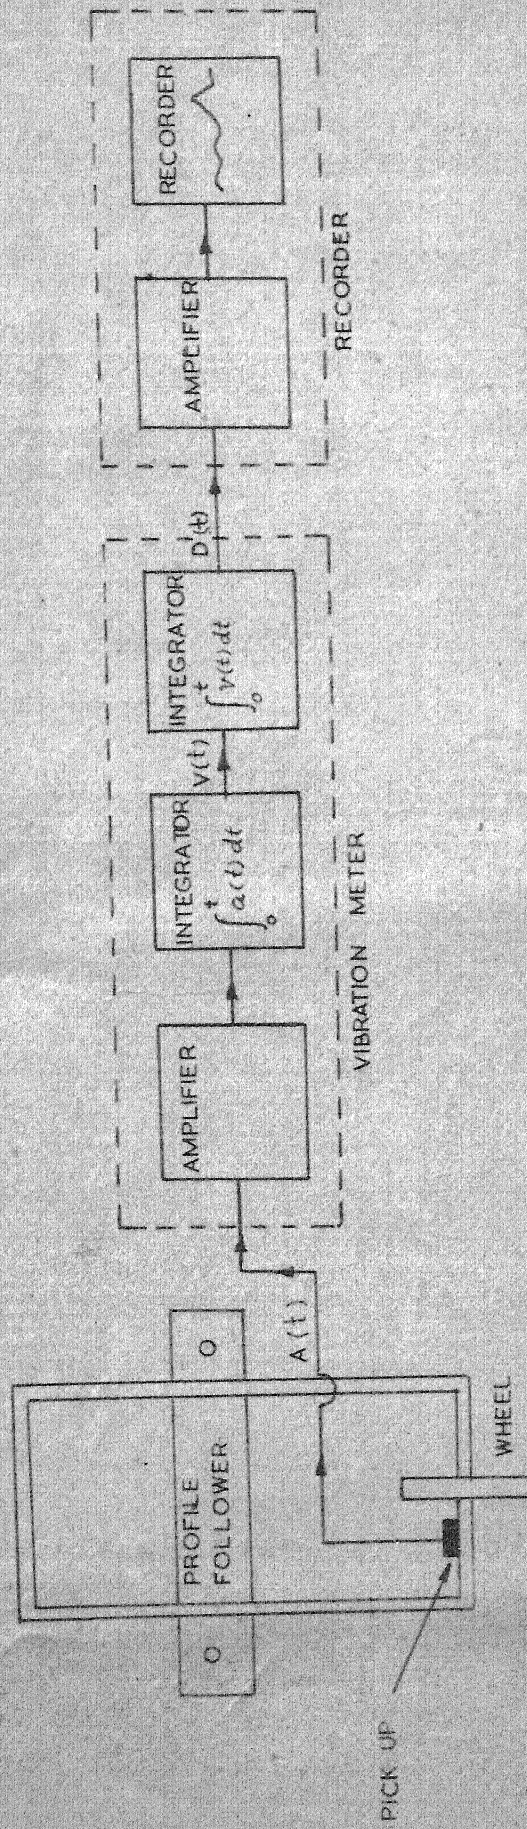 PICK UP
PROFILE
FOLLOWER
O
O
WHEEL
A(t)
AMPLIFIER
INTEGRATOR
∫₀ᵗ a(t) dt
V(t)
INTEGRATOR
∫₀ᵗ v(t) dt
D'(t)
VIBRATION METER
AMPLIFIER
RECORDER
RECORDER